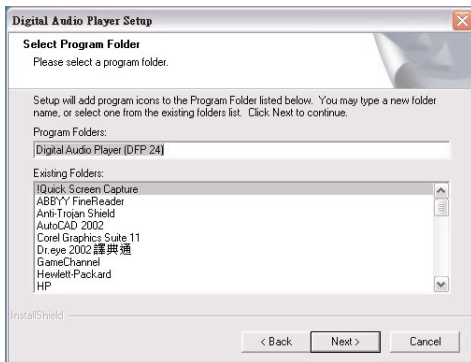 Digital Audio Player Setup
Select Program Folder
Please select a program folder.
Setup will add program icons to the Program Folder listed below. You may type a new folder
name, or select one from the existing folders list. Click Next to continue.
Program Folders:
Digital Audio Player (DFP 24)
Existing Folders:
!Quick Screen Capture
ABBYY FineReader
Anti-Trojan Shield
AutoCAD 2002
Corel Graphics Suite 11
Dr.eye 2002 譯典通
GameChannel
Hewlett-Packard
HP
InstallShield
< Back
Next >
Cancel